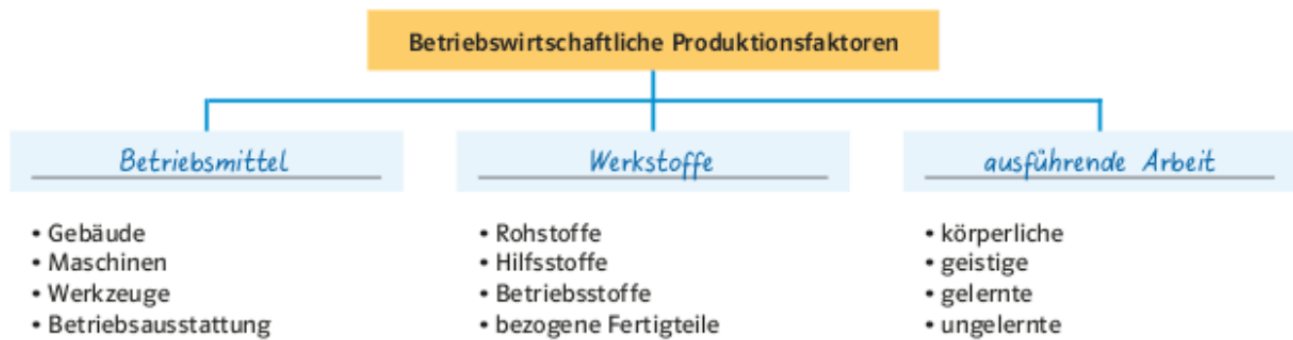 Betriebswirtschaftliche Produktionsfaktoren
Betriebsmittel
• Gebäude
• Maschinen
• Werkzeuge
• Betriebsausstattung
Werkstoffe
• Rohstoffe
• Hilfsstoffe
• Betriebsstoffe
• bezogene Fertigteile
ausführende Arbeit
• körperliche
• geistige
• gelernte
• ungelernte